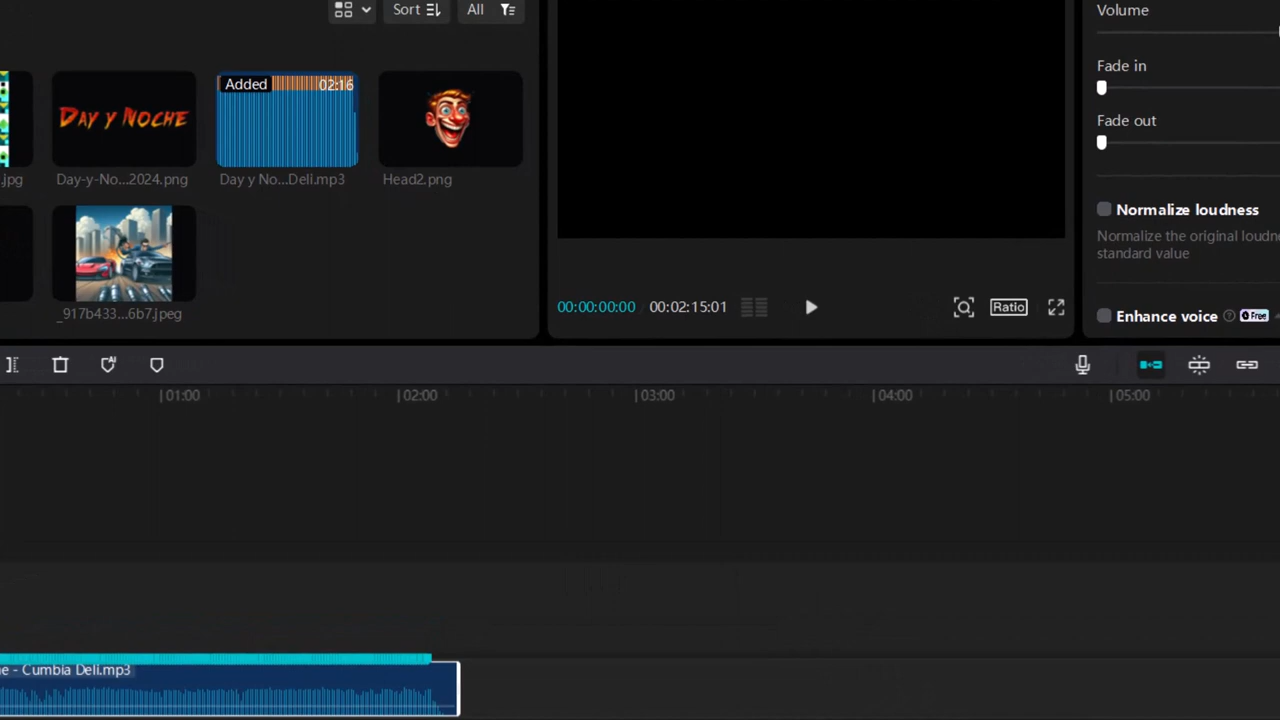 Sort
All
Volume
Fade in
Fade out
DAY Y NOCHE
Added
02:16
.jpg
Day-y-No...2024.png
Day y No...Deli.mp3
Head2.png
Normalize loudness
Normalize the original loudne
standard value
_917b433...6b7.jpeg
00:00:00:00
00:02:15:01
Ratio
Enhance voice
Free
01:00
02:00
03:00
04:00
05:00
e - Cumbia Deli.mp3